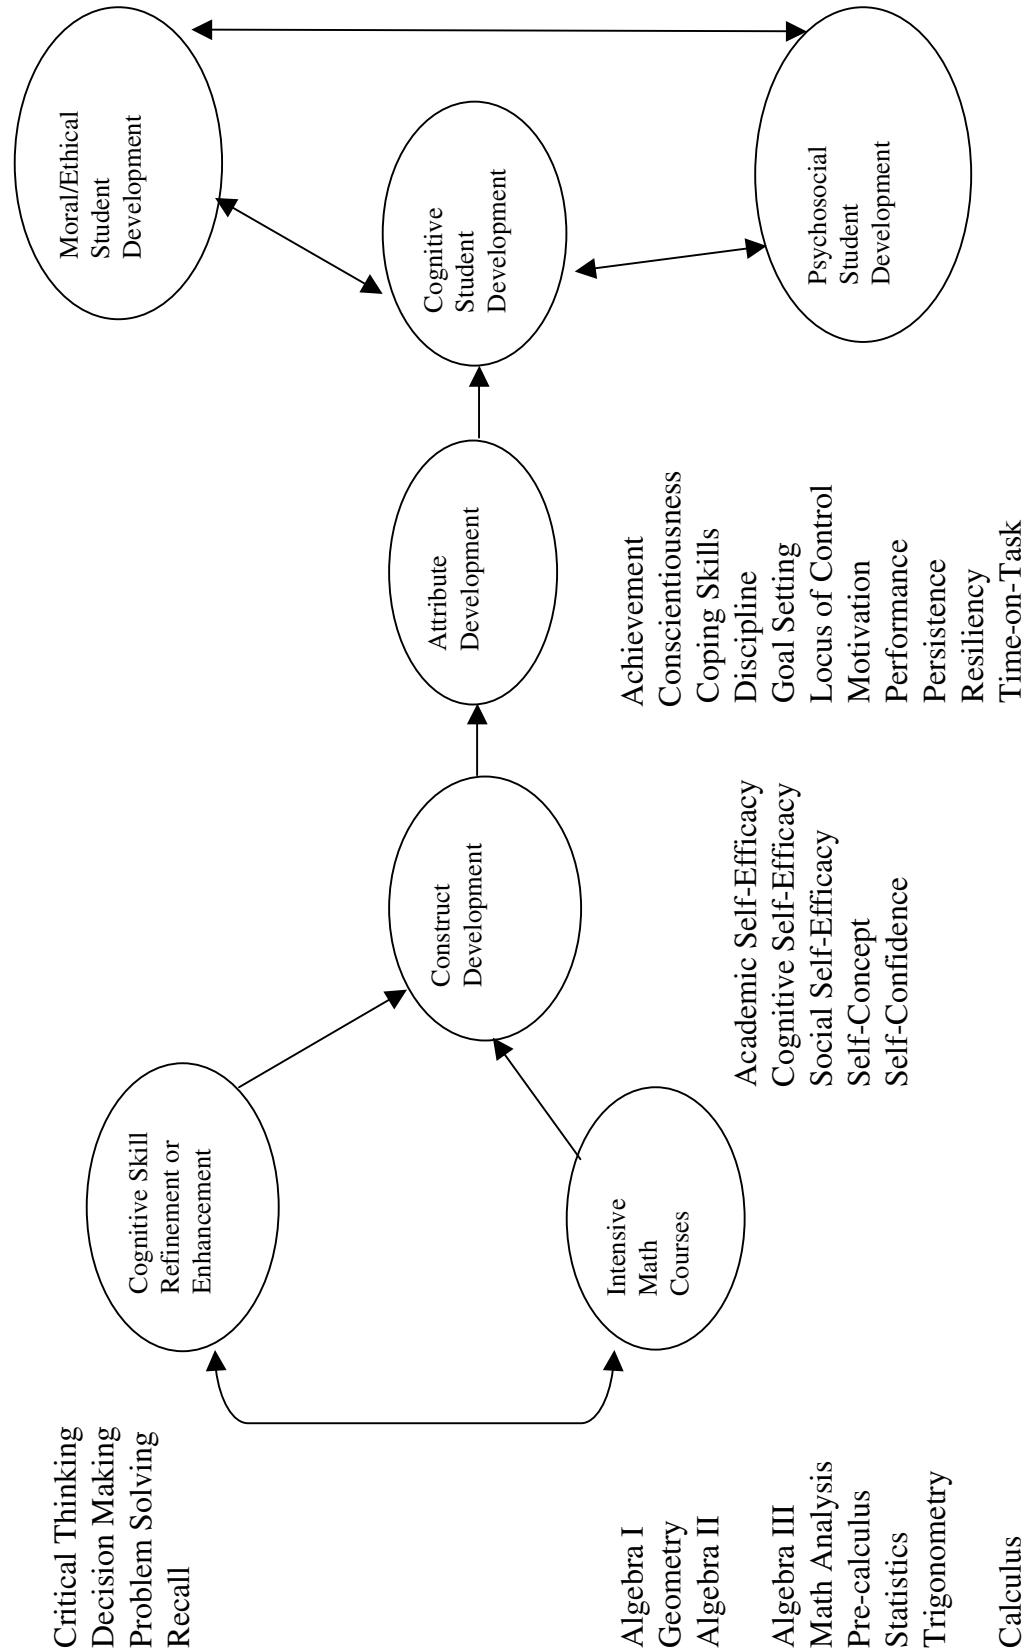 Critical Thinking
Decision Making
Problem Solving
Recall
Cognitive Skill
Refinement or
Enhancement
Moral/Ethical
Student
Development
Construct
Development
Attribute
Development
Cognitive
Student
Development
Intensive
Math
Courses
Psychosocial
Student
Development
Algebra I
Geometry
Algebra II
Algebra III
Math Analysis
Pre-calculus
Statistics
Trigonometry
Calculus
Academic Self-Efficacy
Cognitive Self-Efficacy
Social Self-Efficacy
Self-Concept
Self-Confidence
Achievement
Conscientiousness
Coping Skills
Discipline
Goal Setting
Locus of Control
Motivation
Performance
Persistence
Resiliency
Time-on-Task